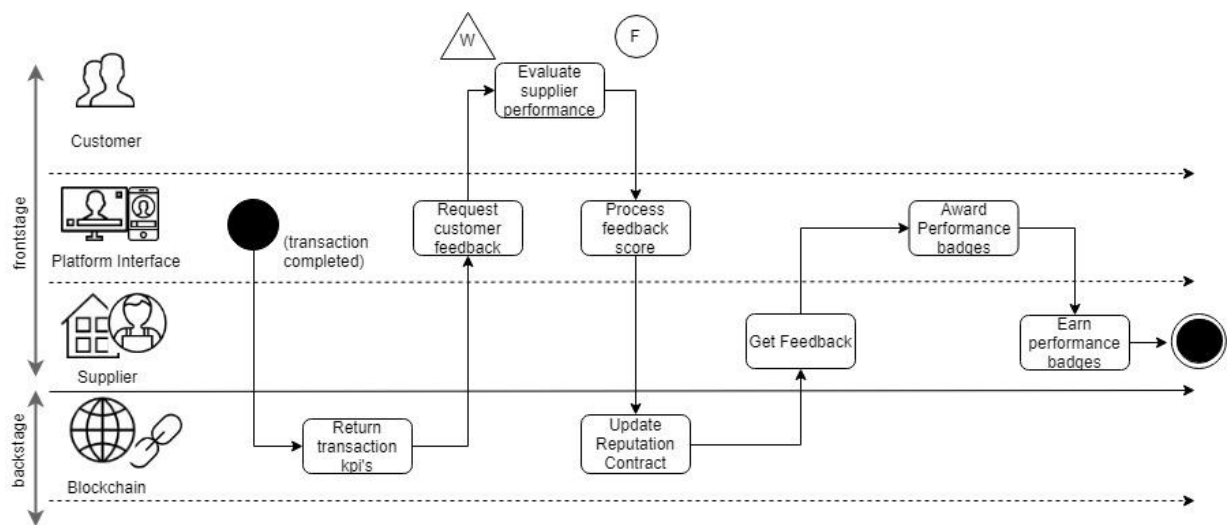 W
F
Evaluate
supplier
performance
Customer
frontstage
Platform Interface
(transaction
completed)
Request
customer
feedback
Process
feedback
score
Award
Performance
badges
Supplier
Get Feedback
Earn
performance
badges
backstage
Blockchain
Return
transaction
kpi's
Update
Reputation
Contract